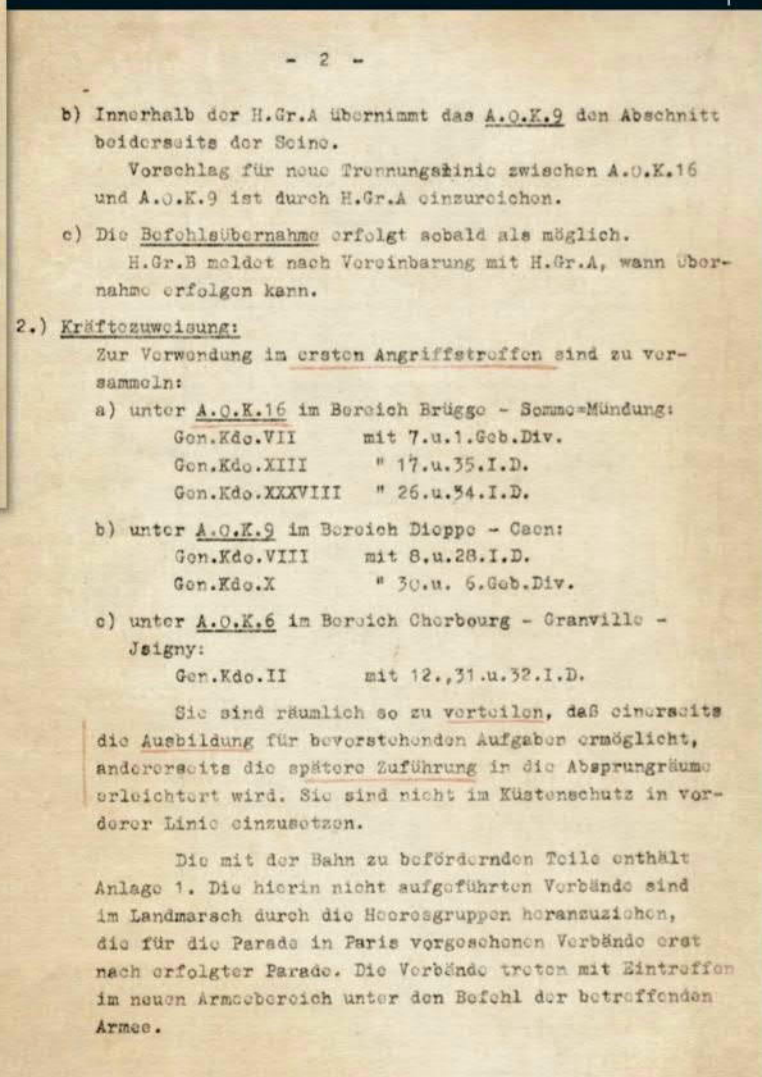 - 2 -
b) Innerhalb der H.Gr.A übernimmt das A.O.K.9 den Abschnitt
beiderseits der Seine.
Vorschlag für neue Trennungslinie zwischen A.O.K.16
und A.O.K.9 ist durch H.Gr.A einzureichen.
c) Die Befehlsübernahme erfolgt sobald als möglich.
H.Gr.B meldet nach Vereinbarung mit H.Gr.A, wann Über-
nahme erfolgen kann.
2.) Kräftezuweisung:
Zur Verwendung im ersten Angriffstreffen sind zu ver-
sammeln:
a) unter A.O.K.16 im Bereich Brügge - Somme=Mündung:
Gen.Kdo.VII mit 7.u.1.Geb.Div.
Gen.Kdo.XIII " 17.u.35.I.D.
Gen.Kdo.XXXVIII " 26.u.34.I.D.
b) unter A.O.K.9 im Bereich Dieppe - Caen:
Gen.Kdo.VIII mit 8.u.28.I.D.
Gen.Kdo.X " 30.u. 6.Geb.Div.
c) unter A.O.K.6 im Bereich Cherbourg - Granville -
Jsigny:
Gen.Kdo.II mit 12.,31.u.32.I.D.
Sie sind räumlich so zu verteilen, daß einerseits
die Ausbildung für bevorstehenden Aufgaben ermöglicht,
andererseits die spätere Zuführung in die Absprungräume
erleichtert wird. Sie sind nicht im Küstenschutz in vor-
derer Linie einzusetzen.
Die mit der Bahn zu befördernden Teile enthält
Anlage 1. Die hierin nicht aufgeführten Verbände sind
im Landmarsch durch die Heeresgruppen heranzuziehen,
die für die Parade in Paris vorgesehenen Verbände erst
nach erfolgter Parade. Die Verbände treten mit Eintreffen
im neuen Armeebereich unter den Befehl der betreffenden
Armee.